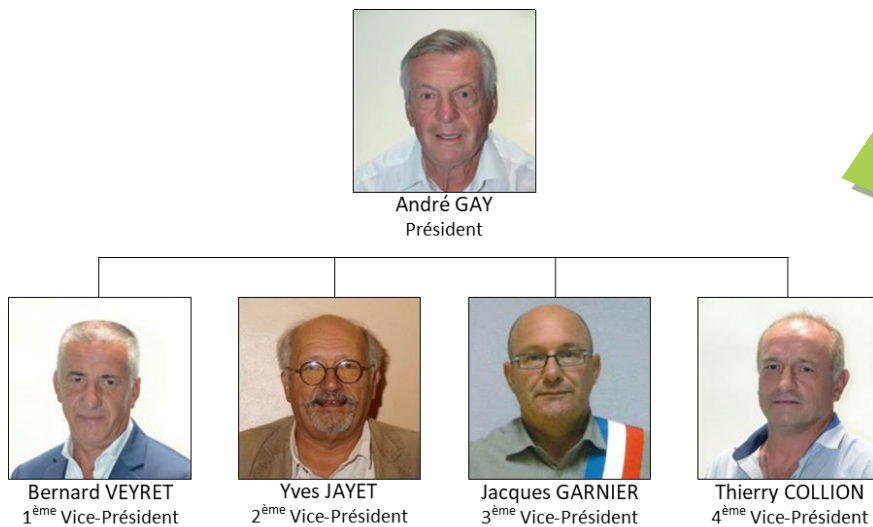 André GAY
Président
Bernard VEYRET
1ème Vice-Président
Yves JAYET
2ème Vice-Président
Jacques GARNIER
3ème Vice-Président
Thierry COLLION
4ème Vice-Président